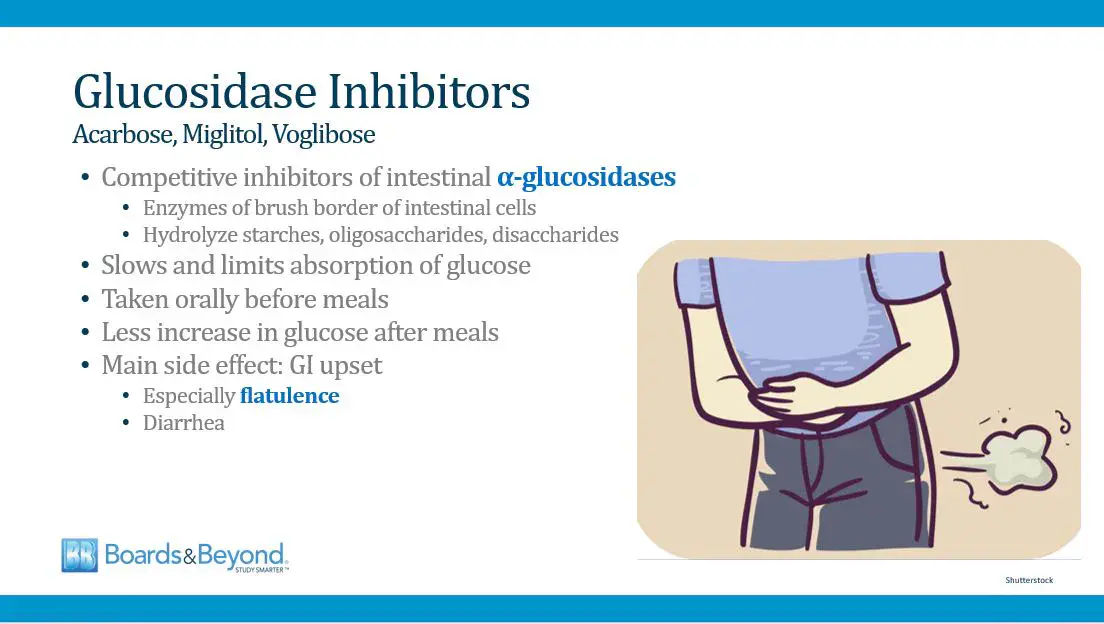 Glucosidase Inhibitors
Acarbose, Miglitol, Voglibose
• Competitive inhibitors of intestinal α-glucosidases
• Enzymes of brush border of intestinal cells
• Hydrolyze starches, oligosaccharides, disaccharides
• Slows and limits absorption of glucose
• Taken orally before meals
• Less increase in glucose after meals
• Main side effect: GI upset
• Especially flatulence
• Diarrhea
BB Boards&Beyond®
STUDY SMARTER™
Shutterstock